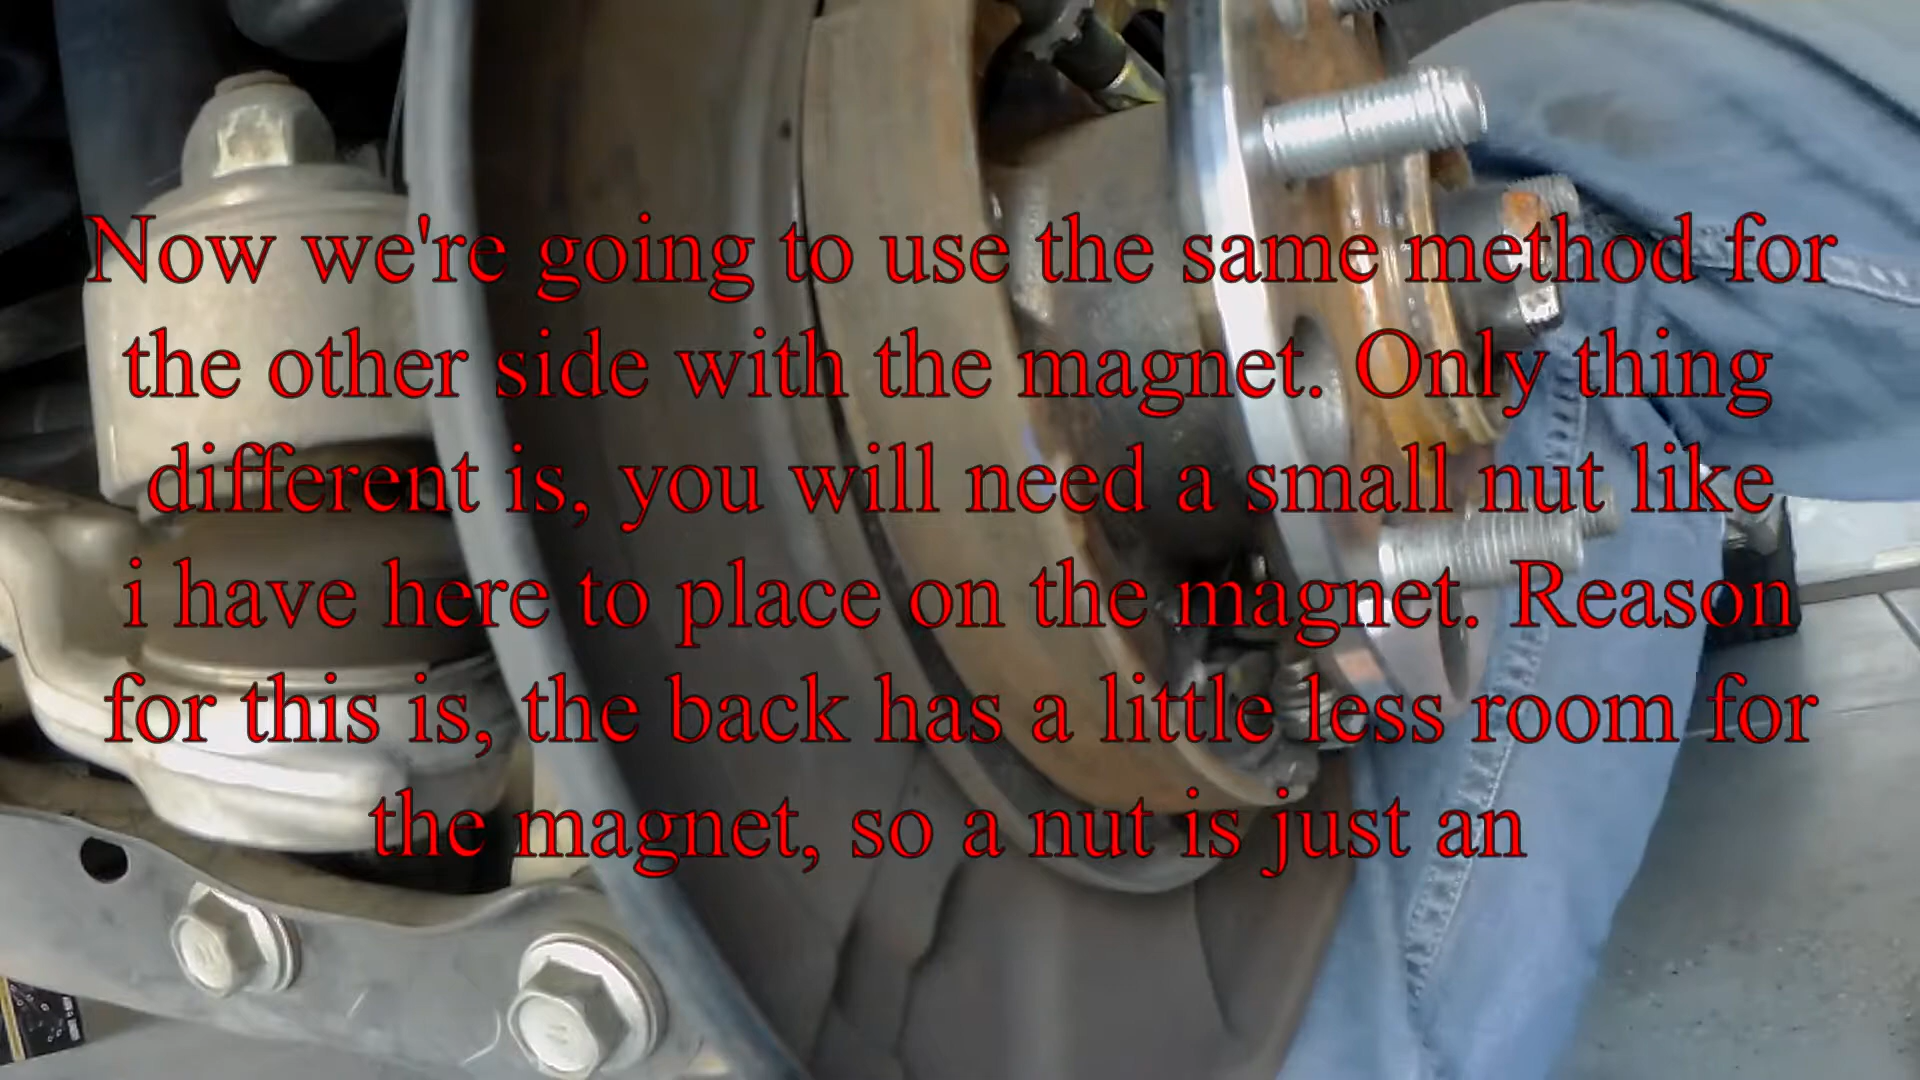 Now we're going to use the same method for
the other side with the magnet. Only thing
different is, you will need a small nut like
i have here to place on the magnet. Reason
for this is, the back has a little less room for
the magnet, so a nut is just an